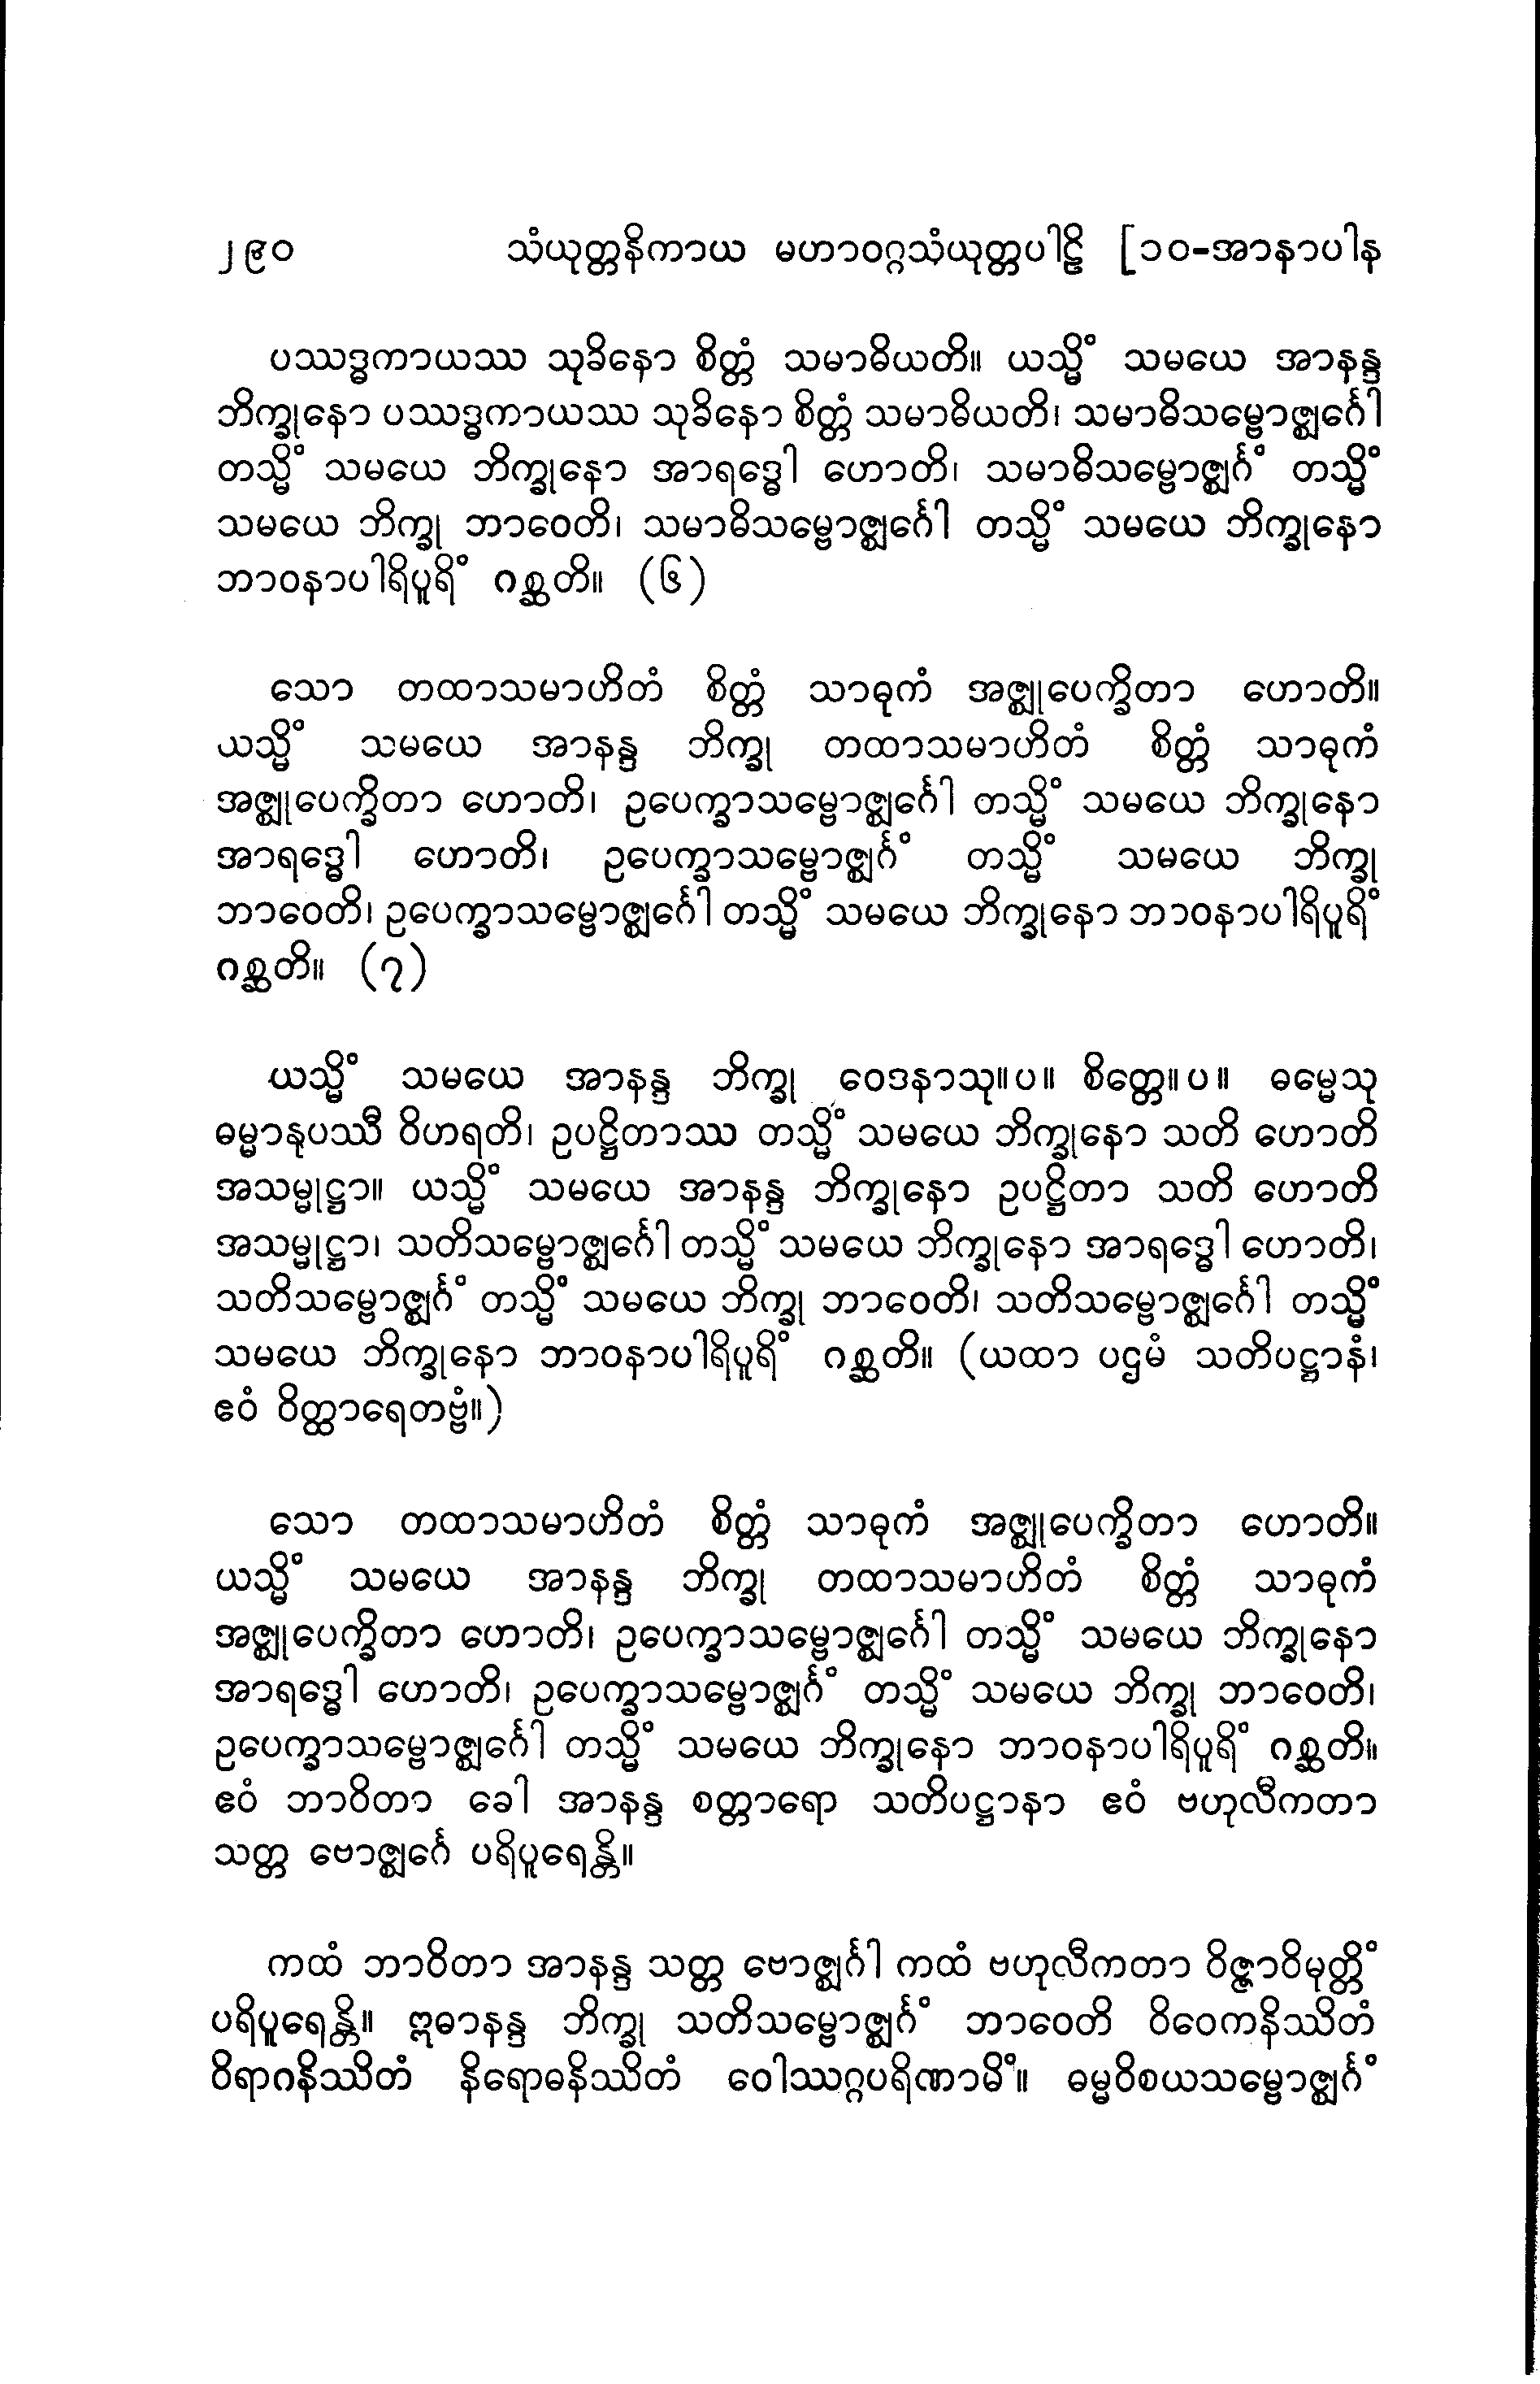 ၂၉၀ သံယုတ္တနိကာယ မဟာဝဂ္ဂသံယုတ္တပါဠိ [၁၀-အာနာပါန
ပဿဒ္ဓကာယဿ သုခိနော စိတ္တံ သမာဓိယတိ။ ယသ္မိံ သမယေ အာနန္ဒ
ဘိက္ခုနော ပဿဒ္ဓကာယဿ သုခိနော စိတ္တံ သမာဓိယတိ၊ သမာဓိသမ္ဗောဇ္ဈင်္ဂေါ
တသ္မိံ သမယေ ဘိက္ခုနော အာရဒ္ဓေါ ဟောတိ၊ သမာဓိသမ္ဗောဇ္ဈင်္ဂံ တသ္မိံ
သမယေ ဘိက္ခု ဘာဝေတိ၊ သမာဓိသမ္ဗောဇ္ဈင်္ဂေါ တသ္မိံ သမယေ ဘိက္ခုနော
ဘာဝနာပါရိပူရိံ ဂစ္ဆတိ။ (၆)
သော တထာသမာဟိတံ စိတ္တံ သာဓုကံ အဇ္ဈုပေက္ခိတာ ဟောတိ။
ယသ္မိံ သမယေ အာနန္ဒ ဘိက္ခု တထာသမာဟိတံ စိတ္တံ သာဓုကံ
အဇ္ဈုပေက္ခိတာ ဟောတိ၊ ဥပေက္ခာသမ္ဗောဇ္ဈင်္ဂေါ တသ္မိံ သမယေ ဘိက္ခုနော
အာရဒ္ဓေါ ဟောတိ၊ ဥပေက္ခာသမ္ဗောဇ္ဈင်္ဂံ တသ္မိံ သမယေ ဘိက္ခု
ဘာဝေတိ၊ ဥပေက္ခာသမ္ဗောဇ္ဈင်္ဂေါ တသ္မိံ သမယေ ဘိက္ခုနော ဘာဝနာပါရိပူရိံ
ဂစ္ဆတိ။ (၇)
ယသ္မိံ သမယေ အာနန္ဒ ဘိက္ခု ဝေဒနာသု။ပ။ စိတ္တေ။ပ။ ဓမ္မေသု
ဓမ္မာနုပဿီ ဝိဟရတိ၊ ဥပဋ္ဌိတာဿ တသ္မိံ သမယေ ဘိက္ခုနော သတိ ဟောတိ
အသမ္မုဋ္ဌာ။ ယသ္မိံ သမယေ အာနန္ဒ ဘိက္ခုနော ဥပဋ္ဌိတာ သတိ ဟောတိ
အသမ္မုဋ္ဌာ၊ သတိသမ္ဗောဇ္ဈင်္ဂေါ တသ္မိံ သမယေ ဘိက္ခုနော အာရဒ္ဓေါ ဟောတိ၊
သတိသမ္ဗောဇ္ဈင်္ဂံ တသ္မိံ သမယေ ဘိက္ခု ဘာဝေတိ၊ သတိသမ္ဗောဇ္ဈင်္ဂေါ တသ္မိံ
သမယေ ဘိက္ခုနော ဘာဝနာပါရိပူရိံ ဂစ္ဆတိ။ (ယထာ ပဌမံ သတိပဋ္ဌာနံ၊
ဧဝံ ဝိတ္ထာရေတဗ္ဗံ။)
သော တထာသမာဟိတံ စိတ္တံ သာဓုကံ အဇ္ဈုပေက္ခိတာ ဟောတိ။
ယသ္မိံ သမယေ အာနန္ဒ ဘိက္ခု တထာသမာဟိတံ စိတ္တံ သာဓုကံ
အဇ္ဈုပေက္ခိတာ ဟောတိ၊ ဥပေက္ခာသမ္ဗောဇ္ဈင်္ဂေါ တသ္မိံ သမယေ ဘိက္ခုနော
အာရဒ္ဓေါ ဟောတိ၊ ဥပေက္ခာသမ္ဗောဇ္ဈင်္ဂံ တသ္မိံ သမယေ ဘိက္ခု ဘာဝေတိ၊
ဥပေက္ခာသမ္ဗောဇ္ဈင်္ဂေါ တသ္မိံ သမယေ ဘိက္ခုနော ဘာဝနာပါရိပူရိံ ဂစ္ဆတိ။
ဧဝံ ဘာဝိတာ ခေါ အာနန္ဒ စတ္တာရော သတိပဋ္ဌာနာ ဧဝံ ဗဟုလီကတာ
သတ္တ ဗောဇ္ဈင်္ဂေ ပရိပူရေန္တိ။
ကထံ ဘာဝိတာ အာနန္ဒ သတ္တ ဗောဇ္ဈင်္ဂါ ကထံ ဗဟုလီကတာ ဝိဇ္ဇာဝိမုတ္တိံ
ပရိပူရေန္တိ။ ဣဓာနန္ဒ ဘိက္ခု သတိသမ္ဗောဇ္ဈင်္ဂံ ဘာဝေတိ ဝိဝေကနိဿိတံ
ဝိရာဂနိဿိတံ နိရောဓနိဿိတံ ဝေါဿဂ္ဂပရိဏာမိံ။ ဓမ္မဝိစယသမ္ဗောဇ္ဈင်္ဂံ